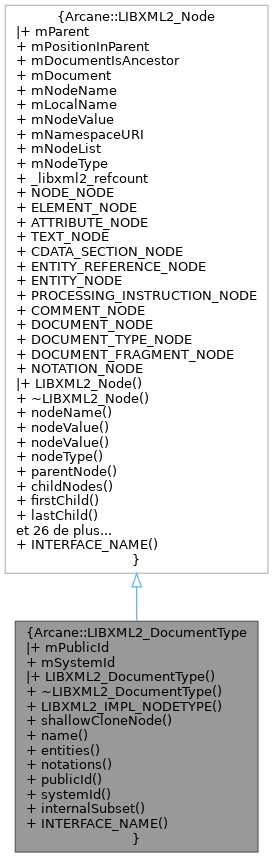 {Arcane::LIBXML2_Node
|+ mParent
+ mPositionInParent
+ mDocumentIsAncestor
+ mDocument
+ mNodeName
+ mLocalName
+ mNodeValue
+ mNamespaceURI
+ mNodeList
+ mNodeType
+ _libxml2_refcount
+ NODE_NODE
+ ELEMENT_NODE
+ ATTRIBUTE_NODE
+ TEXT_NODE
+ CDATA_SECTION_NODE
+ ENTITY_REFERENCE_NODE
+ ENTITY_NODE
+ PROCESSING_INSTRUCTION_NODE
+ COMMENT_NODE
+ DOCUMENT_NODE
+ DOCUMENT_TYPE_NODE
+ DOCUMENT_FRAGMENT_NODE
+ NOTATION_NODE
|+ LIBXML2_Node()
+ ~LIBXML2_Node()
+ nodeName()
+ nodeValue()
+ nodeValue()
+ nodeType()
+ parentNode()
+ childNodes()
+ firstChild()
+ lastChild()
et 26 de plus...
+ INTERFACE_NAME()
}
{Arcane::LIBXML2_DocumentType
|+ mPublicId
+ mSystemId
|+ LIBXML2_DocumentType()
+ ~LIBXML2_DocumentType()
+ LIBXML2_IMPL_NODETYPE()
+ shallowCloneNode()
+ name()
+ entities()
+ notations()
+ publicId()
+ systemId()
+ internalSubset()
+ INTERFACE_NAME()
}